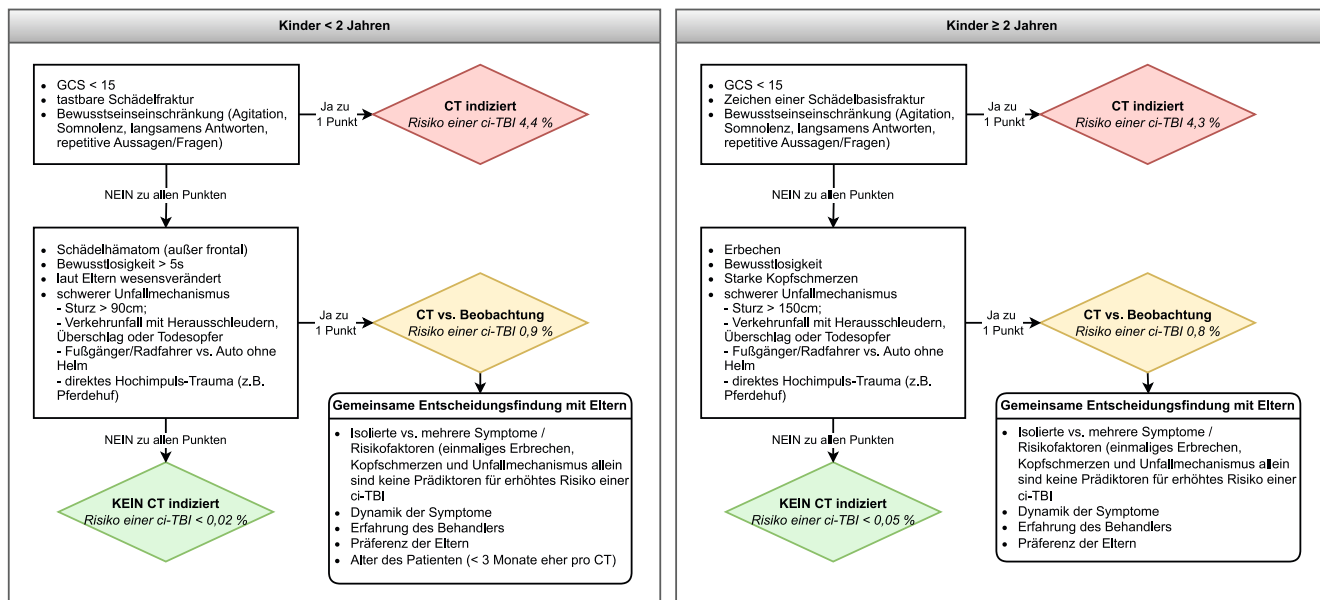 Kinder < 2 Jahren
GCS < 15
tastbare Schädelfraktur
Bewusstseinseinschränkung (Agitation,
Somnolenz, langsamens Antworten,
repetitive Aussagen/Fragen)
Ja zu
1 Punkt
CT indiziert
Risiko einer ci-TBI 4,4 %
NEIN zu allen Punkten
Schädelhämatom (außer frontal)
Bewusstlosigkeit > 5s
laut Eltern wesensverändert
schwerer Unfallmechanismus
- Sturz > 90cm;
- Verkehrunfall mit Herausschleudern,
Überschlag oder Todesopfer
- Fußgänger/Radfahrer vs. Auto ohne
Helm
- direktes Hochimpuls-Trauma (z.B.
Pferdehuf)
Ja zu
1 Punkt
CT vs. Beobachtung
Risiko einer ci-TBI 0,9 %
NEIN zu allen Punkten
KEIN CT indiziert
Risiko einer ci-TBI < 0,02 %
Gemeinsame Entscheidungsfindung mit Eltern
Isolierte vs. mehrere Symptome /
Risikofaktoren (einmaliges Erbrechen,
Kopfschmerzen und Unfallmechanismus allein
sind keine Prädiktoren für erhöhtes Risiko einer
ci-TBI
Dynamik der Symptome
Erfahrung des Behandlers
Präferenz der Eltern
Alter des Patienten (< 3 Monate eher pro CT)
Kinder ≥ 2 Jahren
GCS < 15
Zeichen einer Schädelbasisfraktur
Bewusstseinseinschränkung (Agitation,
Somnolenz, langsamens Antworten,
repetitive Aussagen/Fragen)
Ja zu
1 Punkt
CT indiziert
Risiko einer ci-TBI 4,3 %
NEIN zu allen Punkten
Erbechen
Bewusstlosigkeit
Starke Kopfschmerzen
schwerer Unfallmechanismus
- Sturz > 150cm;
- Verkehrunfall mit Herausschleudern,
Überschlag oder Todesopfer
- Fußgänger/Radfahrer vs. Auto ohne
Helm
- direktes Hochimpuls-Trauma (z.B.
Pferdehuf)
Ja zu
1 Punkt
CT vs. Beobachtung
Risiko einer ci-TBI 0,8 %
NEIN zu allen Punkten
KEIN CT indiziert
Risiko einer ci-TBI < 0,05 %
Gemeinsame Entscheidungsfindung mit Eltern
Isolierte vs. mehrere Symptome /
Risikofaktoren (einmaliges Erbrechen,
Kopfschmerzen und Unfallmechanismus allein
sind keine Prädiktoren für erhöhtes Risiko einer
ci-TBI
Dynamik der Symptome
Erfahrung des Behandlers
Präferenz der Eltern